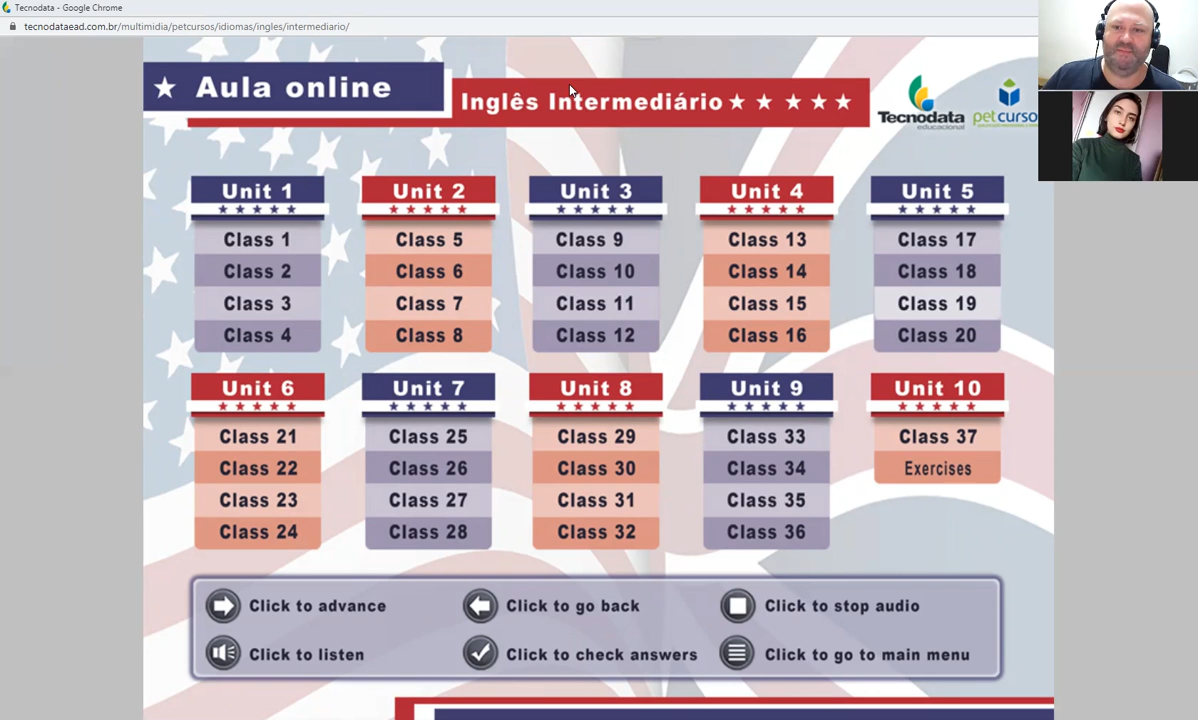 Tecnodata - Google Chrome
tecnodataead.com.br/multimidia/petcursos/idiomas/ingles/intermediario/
Aula online
Inglês Intermediário
Tecnodata
educacional
petcurso
Unit 1
Class 1
Class 2
Class 3
Class 4
Unit 2
Class 5
Class 6
Class 7
Class 8
Unit 3
Class 9
Class 10
Class 11
Class 12
Unit 4
Class 13
Class 14
Class 15
Class 16
Unit 5
Class 17
Class 18
Class 19
Class 20
Unit 6
Class 21
Class 22
Class 23
Class 24
Unit 7
Class 25
Class 26
Class 27
Class 28
Unit 8
Class 29
Class 30
Class 31
Class 32
Unit 9
Class 33
Class 34
Class 35
Class 36
Unit 10
Class 37
Exercises
Click to advance
Click to go back
Click to stop audio
Click to listen
Click to check answers
Click to go to main menu